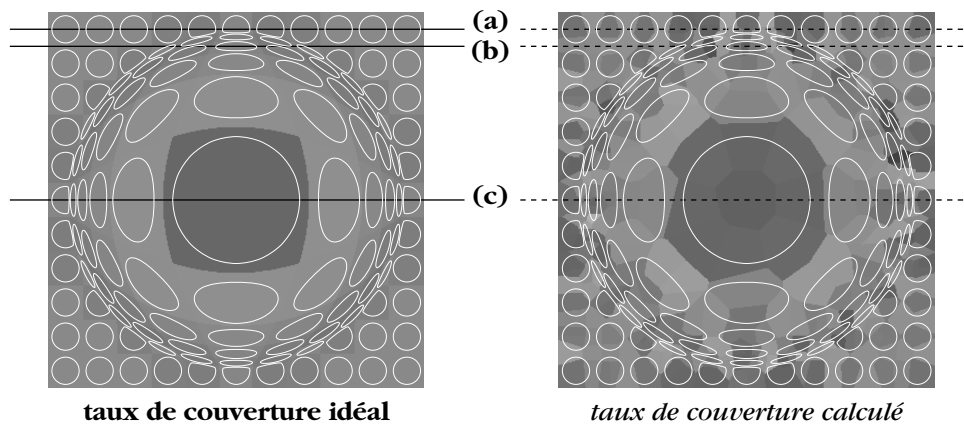 (a)
(b)
(c)
taux de couverture idéal
taux de couverture calculé